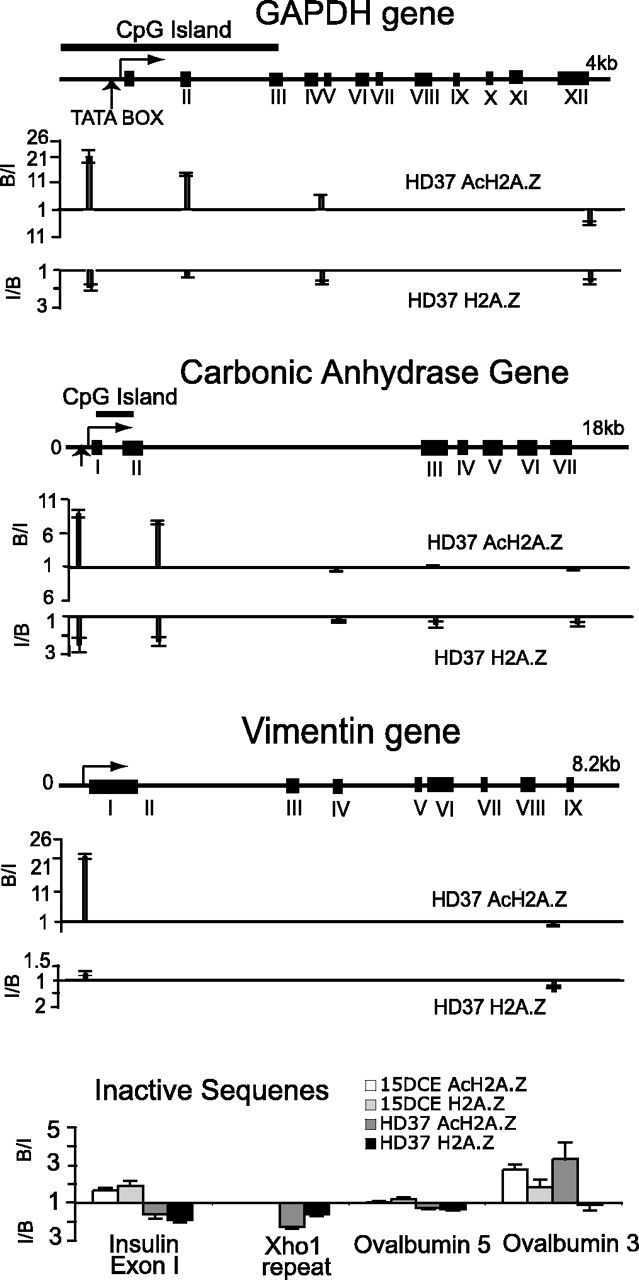 GAPDH gene
CpG Island
4kb
II III IV V VI VII VIII IX X XI XII
TATA BOX
26
21
11
1
11
B/I
HD37 AcH2A.Z
1
3
I/B
HD37 H2A.Z
Carbonic Anhydrase Gene
CpG Island
18kb
0
I II III IV V VI VII
11
6
1
6
B/I
HD37 AcH2A.Z
1
3
I/B
HD37 H2A.Z
Vimentin gene
0
8.2kb
I II III IV V VI VII VIII IX
26
21
11
1
B/I
HD37 AcH2A.Z
1.5
1
2
I/B
HD37 H2A.Z
Inactive Sequenes
15DCE AcH2A.Z
15DCE H2A.Z
HD37 AcH2A.Z
HD37 H2A.Z
5
3
1
3
B/I
I/B
Insulin
Exon I
Xho1
repeat
Ovalbumin 5
Ovalbumin 3